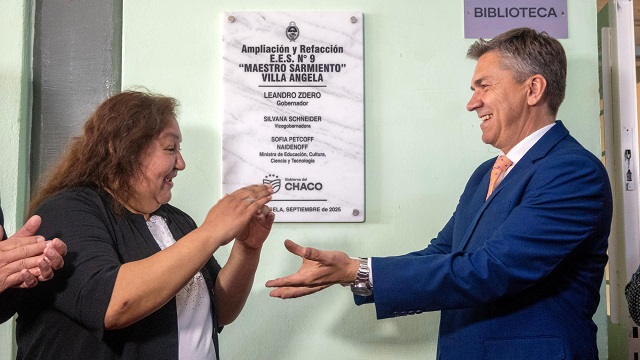 BIBLIOTECA
Ampliación y Refacción
E.E.S. N° 9
“MAESTRO SARMIENTO”
VILLA ANGELA
LEANDRO ZDERO
Gobernador
SILVANA SCHNEIDER
Vicegobernadora
SOFIA PETCOFF
NAIDENOFF
Ministra de Educación, Cultura,
Ciencia y Tecnología
Gobierno del
CHACO
GELA, SEPTIEMBRE de 2025